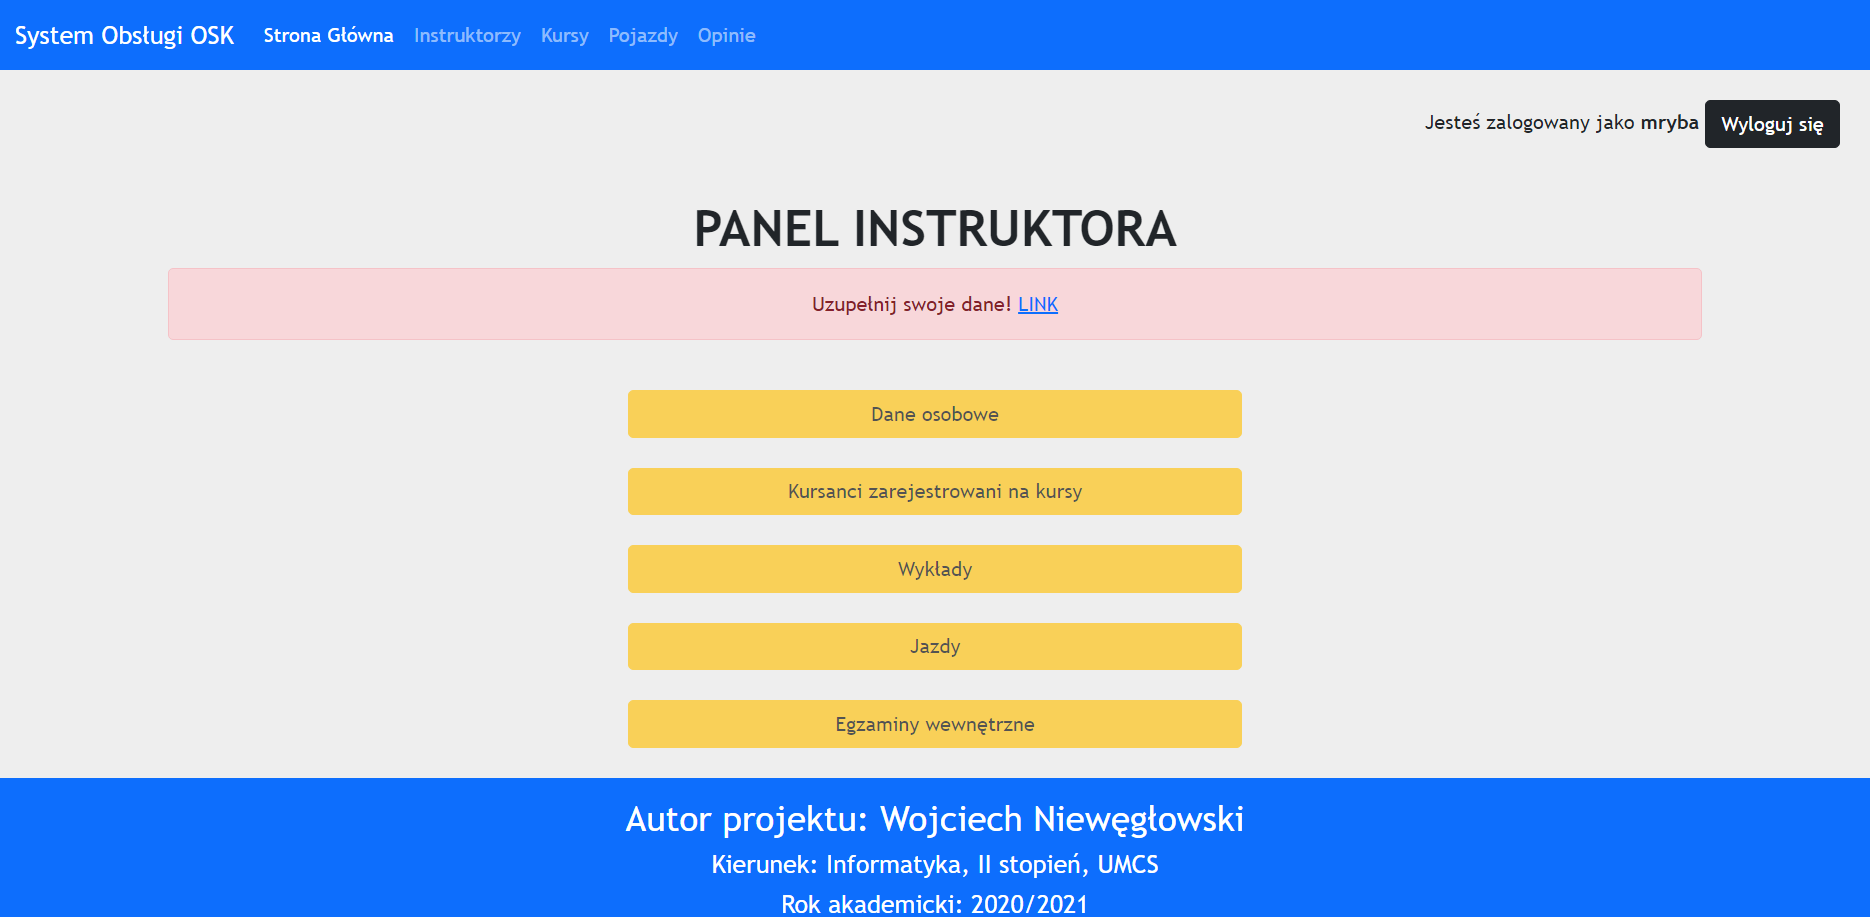 System Obsługi OSK Strona Główna Instruktorzy Kursy Pojazdy Opinie
Jesteś zalogowany jako mryba Wyloguj się
PANEL INSTRUKTORA
Uzupełnij swoje dane! LINK
Dane osobowe
Kursanci zarejestrowani na kursy
Wykłady
Jazdy
Egzaminy wewnętrzne
Autor projektu: Wojciech Niewęgłowski
Kierunek: Informatyka, II stopień, UMCS
Rok akademicki: 2020/2021